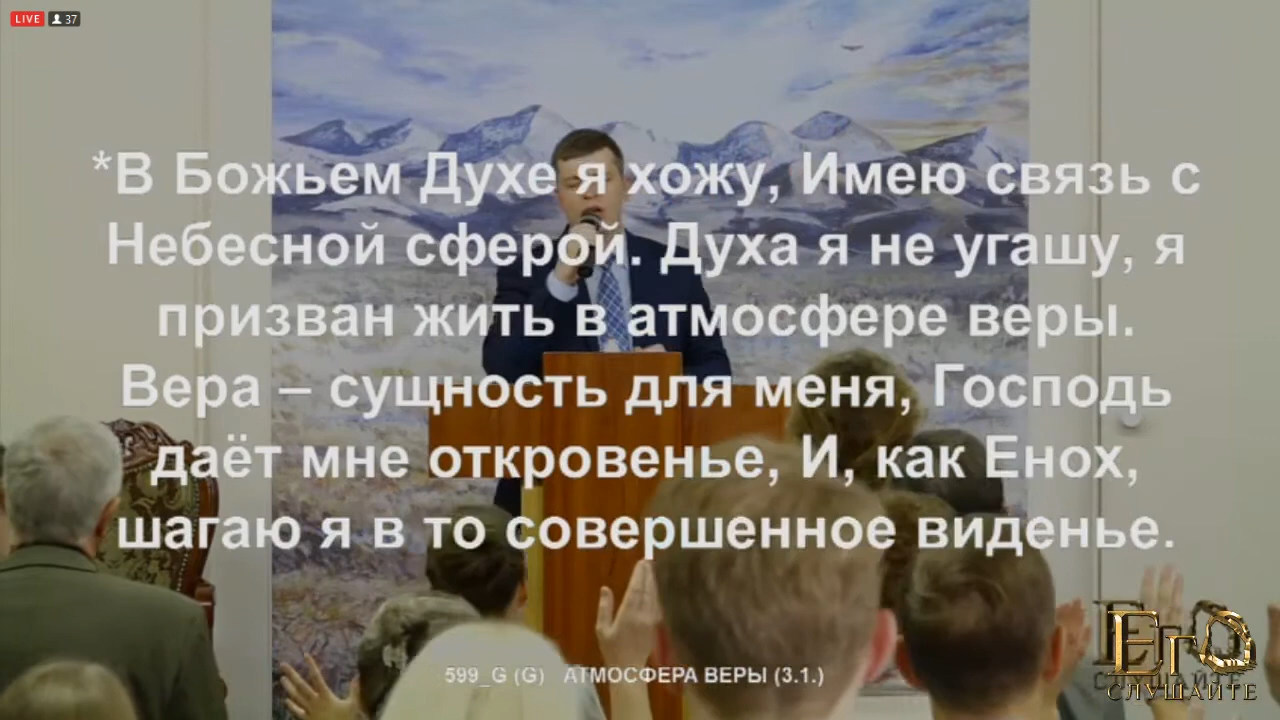 LIVE 37
*В Божьем Духе я хожу, Имею связь с
Небесной сферой. Духа я не угашу, я
призван жить в атмосфере веры.
Вера – сущность для меня, Господь
даёт мне откровенье, И, как Енох,
шагаю я в то совершенное виденье.
599_G (G) АТМОСФЕРА ВЕРЫ (3.1.)
ЕГО
СЛУШАЙТЕ